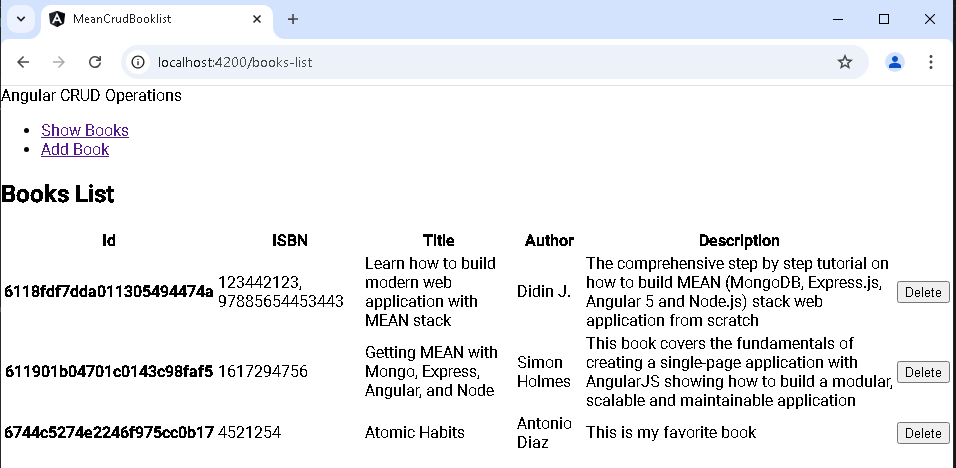 MeanCrudBooklist
localhost:4200/books-list
Angular CRUD Operations
Show Books
Add Book
Books List
Id ISBN Title Author Description
6118fdf7dda011305494474a
123442123,
97885654453443
Learn how to build
modern web
application with
MEAN stack
Didin J.
The comprehensive step by step tutorial on
how to build MEAN (MongoDB, Express.js,
Angular 5 and Node.js) stack web
application from scratch
Delete
611901b04701c0143c98faf5
1617294756
Getting MEAN with
Mongo, Express,
Angular, and Node
Simon
Holmes
This book covers the fundamentals of
creating a single-page application with
AngularJS showing how to build a modular,
scalable and maintainable application
Delete
6744c5274e2246f975cc0b17
4521254
Atomic Habits
Antonio
Diaz
This is my favorite book
Delete